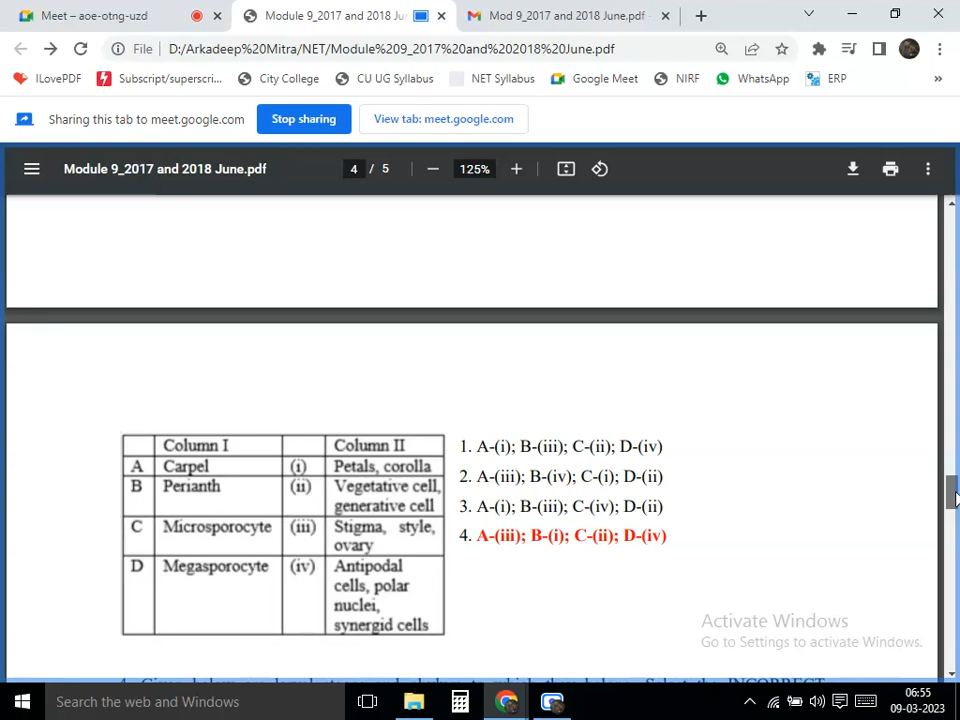 Meet – aoe-otng-uzd
Module 9_2017 and 2018 Ju
Mod 9_2017 and 2018 June.pdf -
File
D:/Arkadeep%20Mitra/NET/Module%209_2017%20and%202018%20June.pdf
ILovePDF
Subscript/superscri...
City College
CU UG Syllabus
NET Syllabus
Google Meet
NIRF
WhatsApp
ERP
»
Sharing this tab to meet.google.com
Stop sharing
View tab: meet.google.com
Module 9_2017 and 2018 June.pdf
4 / 5
125%
Column I Column II
A Carpel (i) Petals, corolla
B Perianth (ii) Vegetative cell,
generative cell
C Microsporocyte (iii) Stigma, style,
ovary
D Megasporocyte (iv) Antipodal
cells, polar
nuclei,
synergid cells
1. A-(i); B-(iii); C-(ii); D-(iv)
2. A-(iii); B-(iv); C-(i); D-(ii)
3. A-(i); B-(iii); C-(iv); D-(ii)
4. A-(iii); B-(i); C-(ii); D-(iv)
Activate Windows
Go to Settings to activate Windows.
Search the web and Windows
06:55
09-03-2023